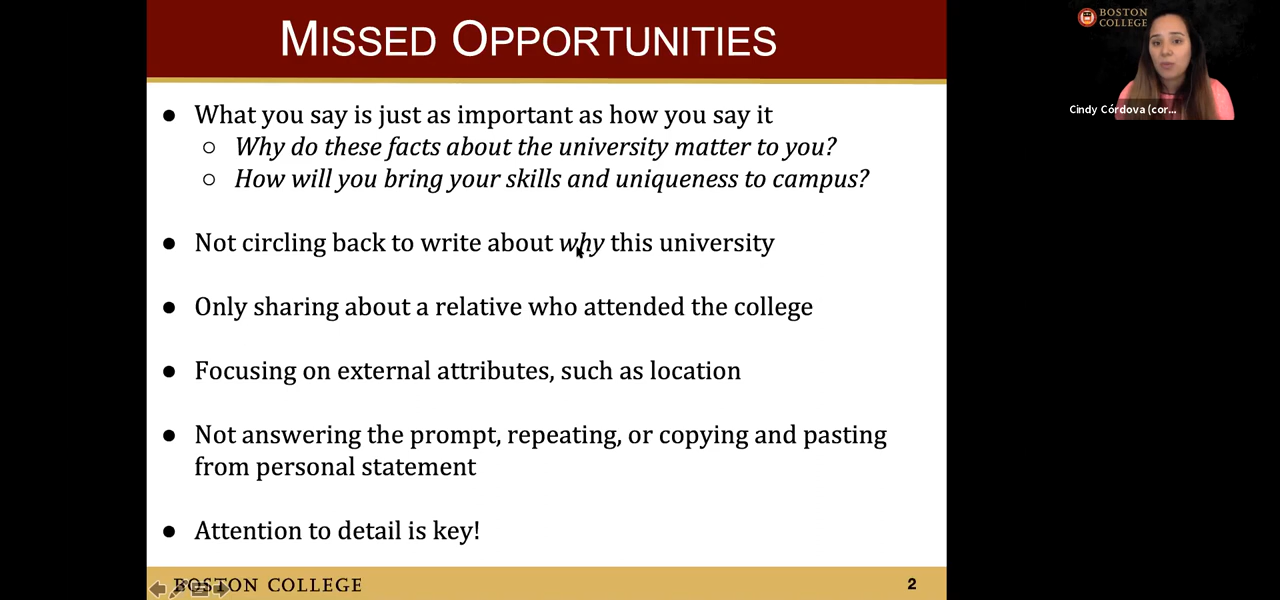 MISSED OPPORTUNITIES
BOSTON
COLLEGE
Cindy Córdova (cor...
● What you say is just as important as how you say it
○ Why do these facts about the university matter to you?
○ How will you bring your skills and uniqueness to campus?
● Not circling back to write about why this university
● Only sharing about a relative who attended the college
● Focusing on external attributes, such as location
● Not answering the prompt, repeating, or copying and pasting
from personal statement
● Attention to detail is key!
BOSTON COLLEGE
2